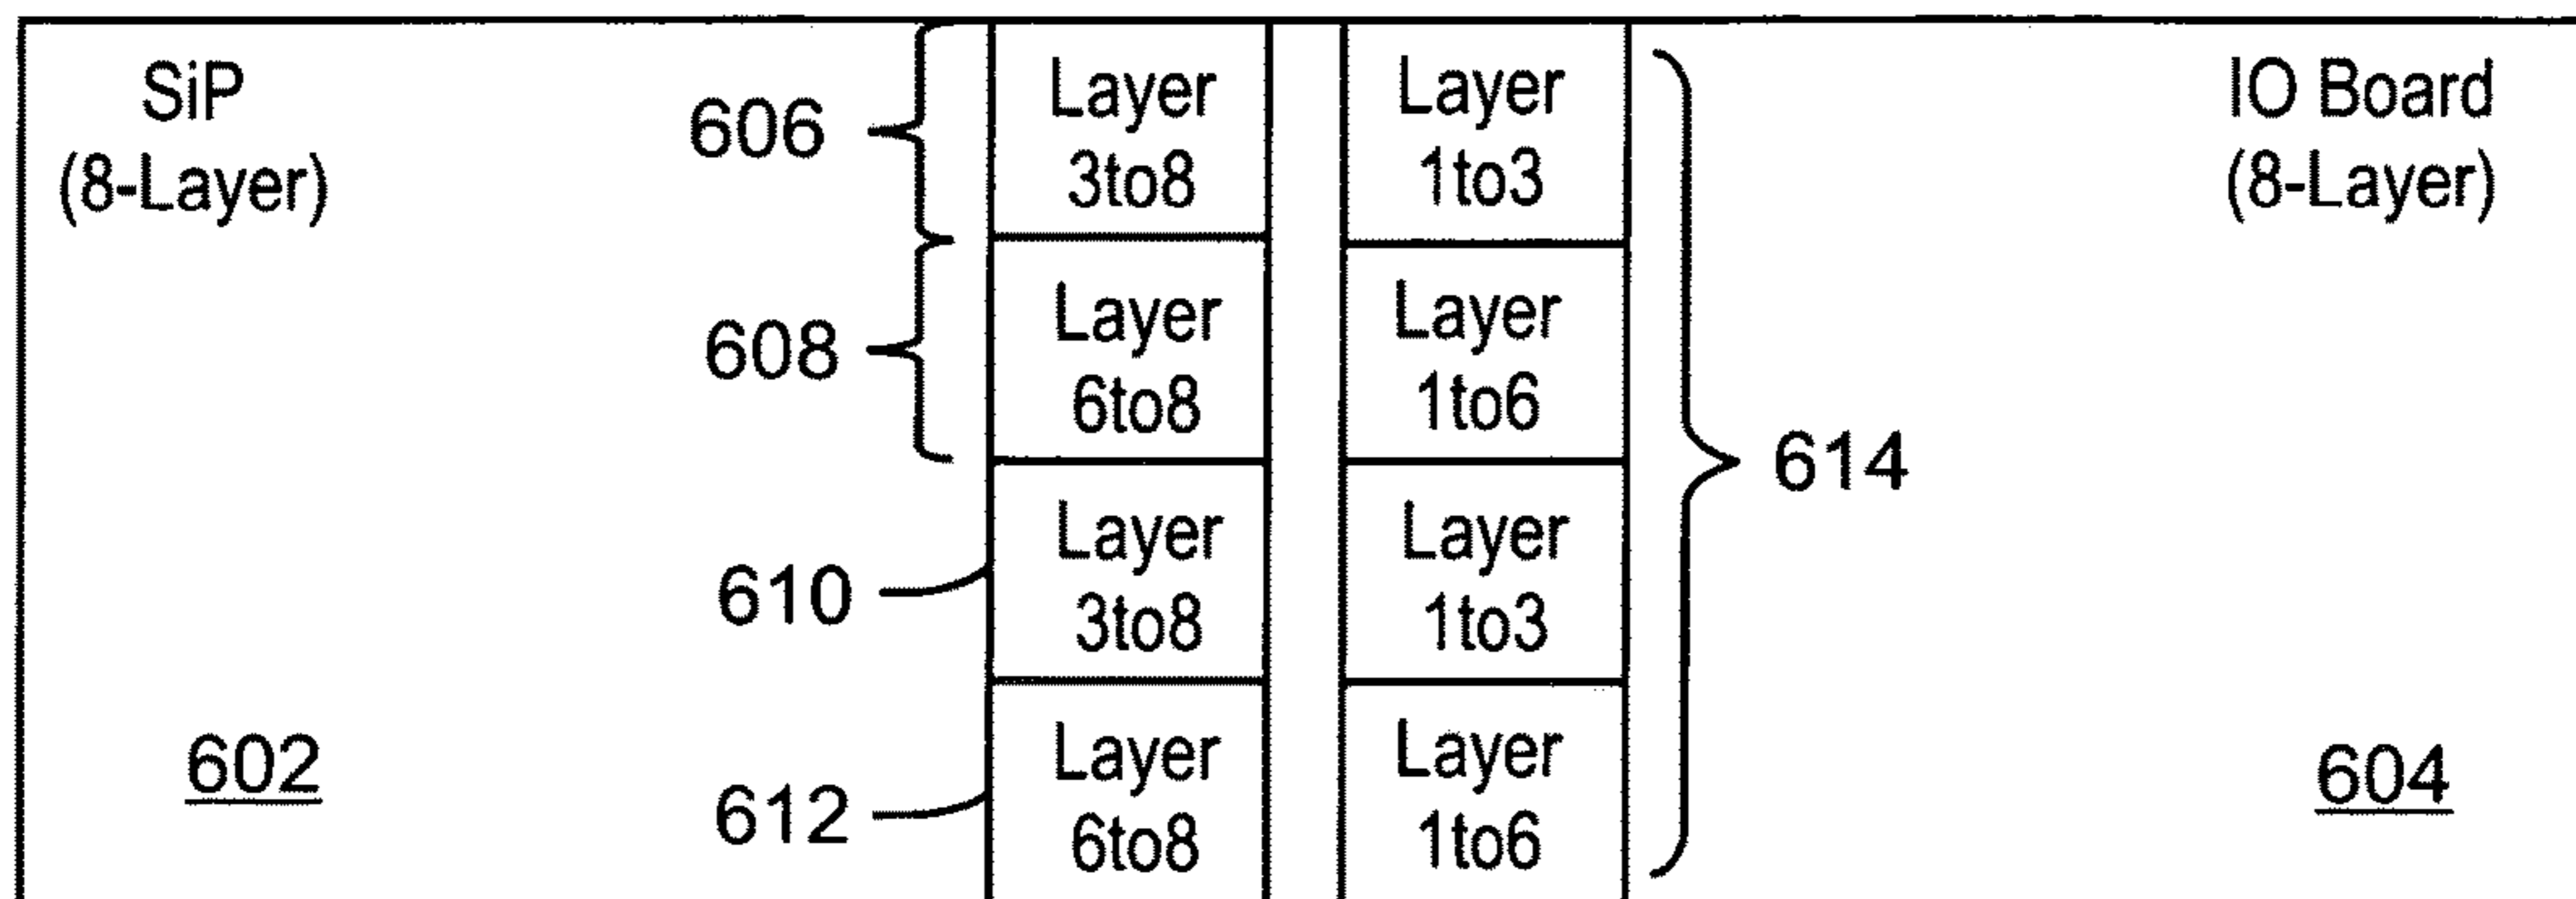 SiP
(8-Layer)
606
608
610
612
602
Layer
3to8
Layer
6to8
Layer
3to8
Layer
6to8
Layer
1to3
Layer
1to6
Layer
1to3
Layer
1to6
614
IO Board
(8-Layer)
604